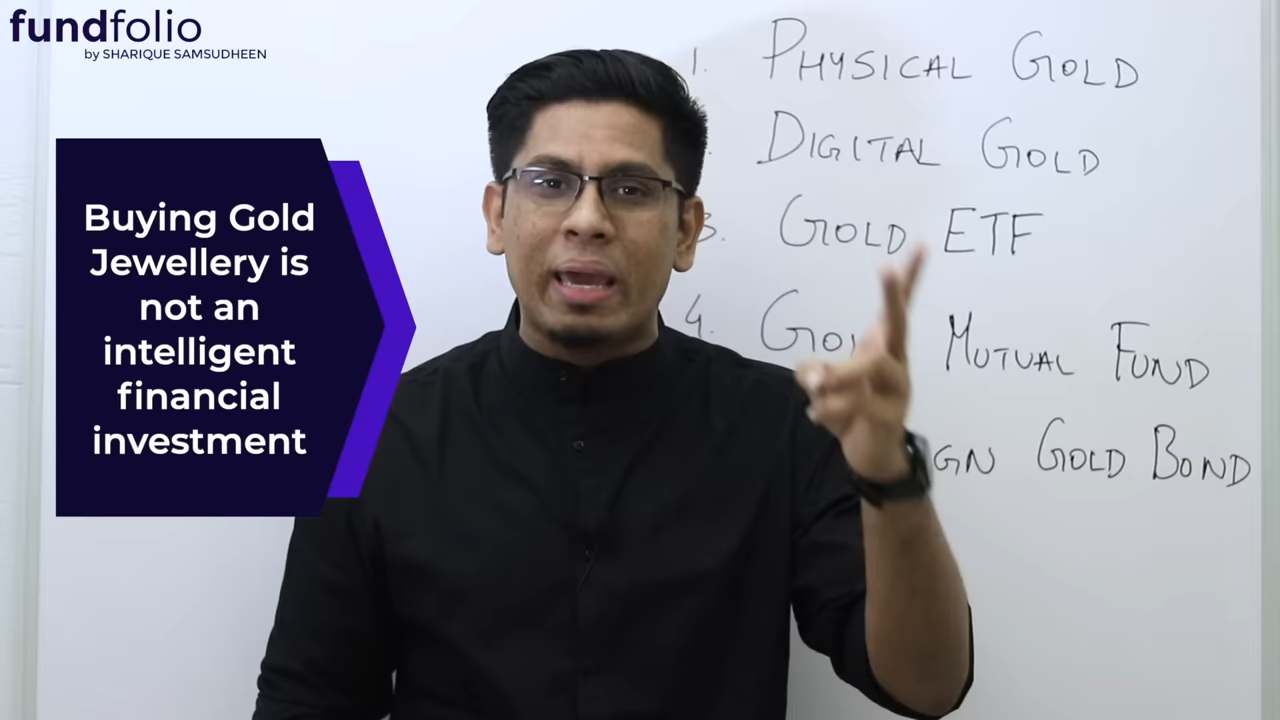 fundfolio
by SHARIQUE SAMSUDHEEN
Buying Gold
Jewellery is
not an
intelligent
financial
investment
1. PHYSICAL GOLD
DIGITAL GOLD
3. GOLD ETF
4. MUTUAL FUND
GOLD BOND